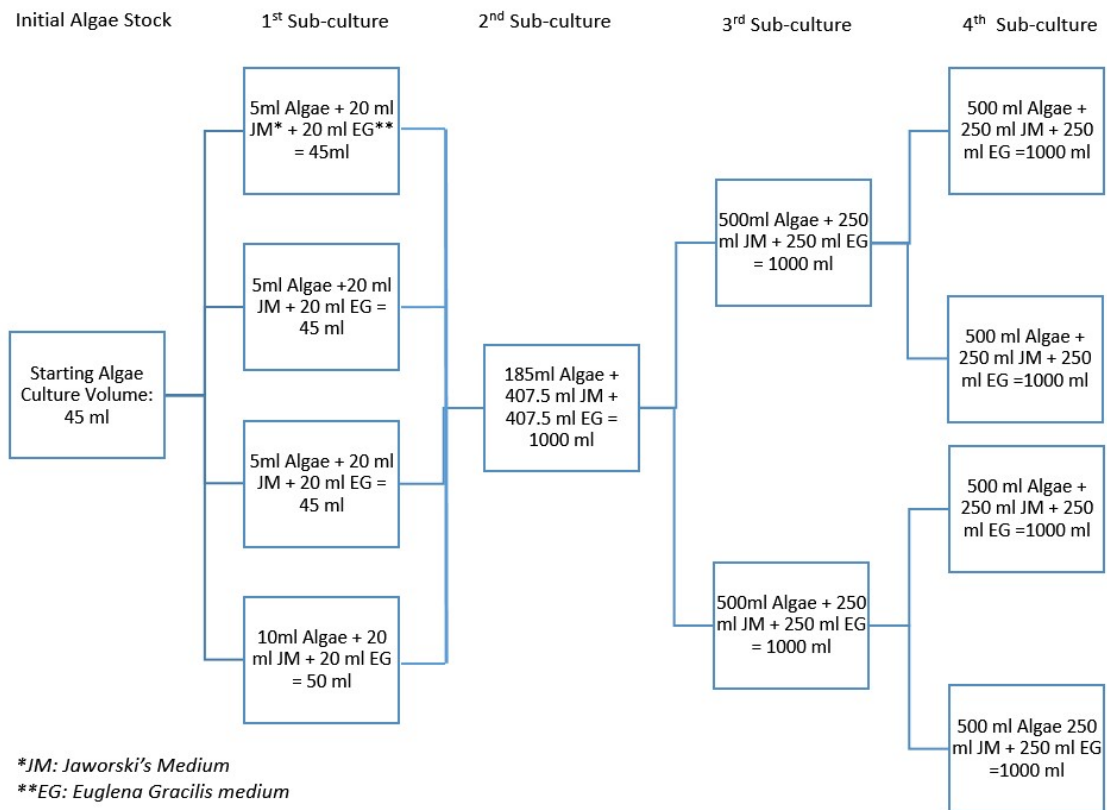 Initial Algae Stock
1st Sub-culture
2nd Sub-culture
3rd Sub-culture
4th Sub-culture
Starting Algae
Culture Volume:
45 ml
5ml Algae + 20 ml
JM* + 20 ml EG**
= 45ml
5ml Algae +20 ml
JM + 20 ml EG =
45 ml
5ml Algae + 20 ml
JM + 20 ml EG =
45 ml
10ml Algae + 20
ml JM + 20 ml EG
= 50 ml
185ml Algae +
407.5 ml JM +
407.5 ml EG =
1000 ml
500ml Algae + 250
ml JM + 250 ml EG
= 1000 ml
500ml Algae + 250
ml JM + 250 ml EG
= 1000 ml
500 ml Algae +
250 ml JM + 250
ml EG =1000 ml
500 ml Algae +
250 ml JM + 250
ml EG =1000 ml
500 ml Algae +
250 ml JM + 250
ml EG =1000 ml
500 ml Algae 250
ml JM + 250 ml EG
=1000 ml
*JM: Jaworski's Medium
**EG: Euglena Gracilis medium